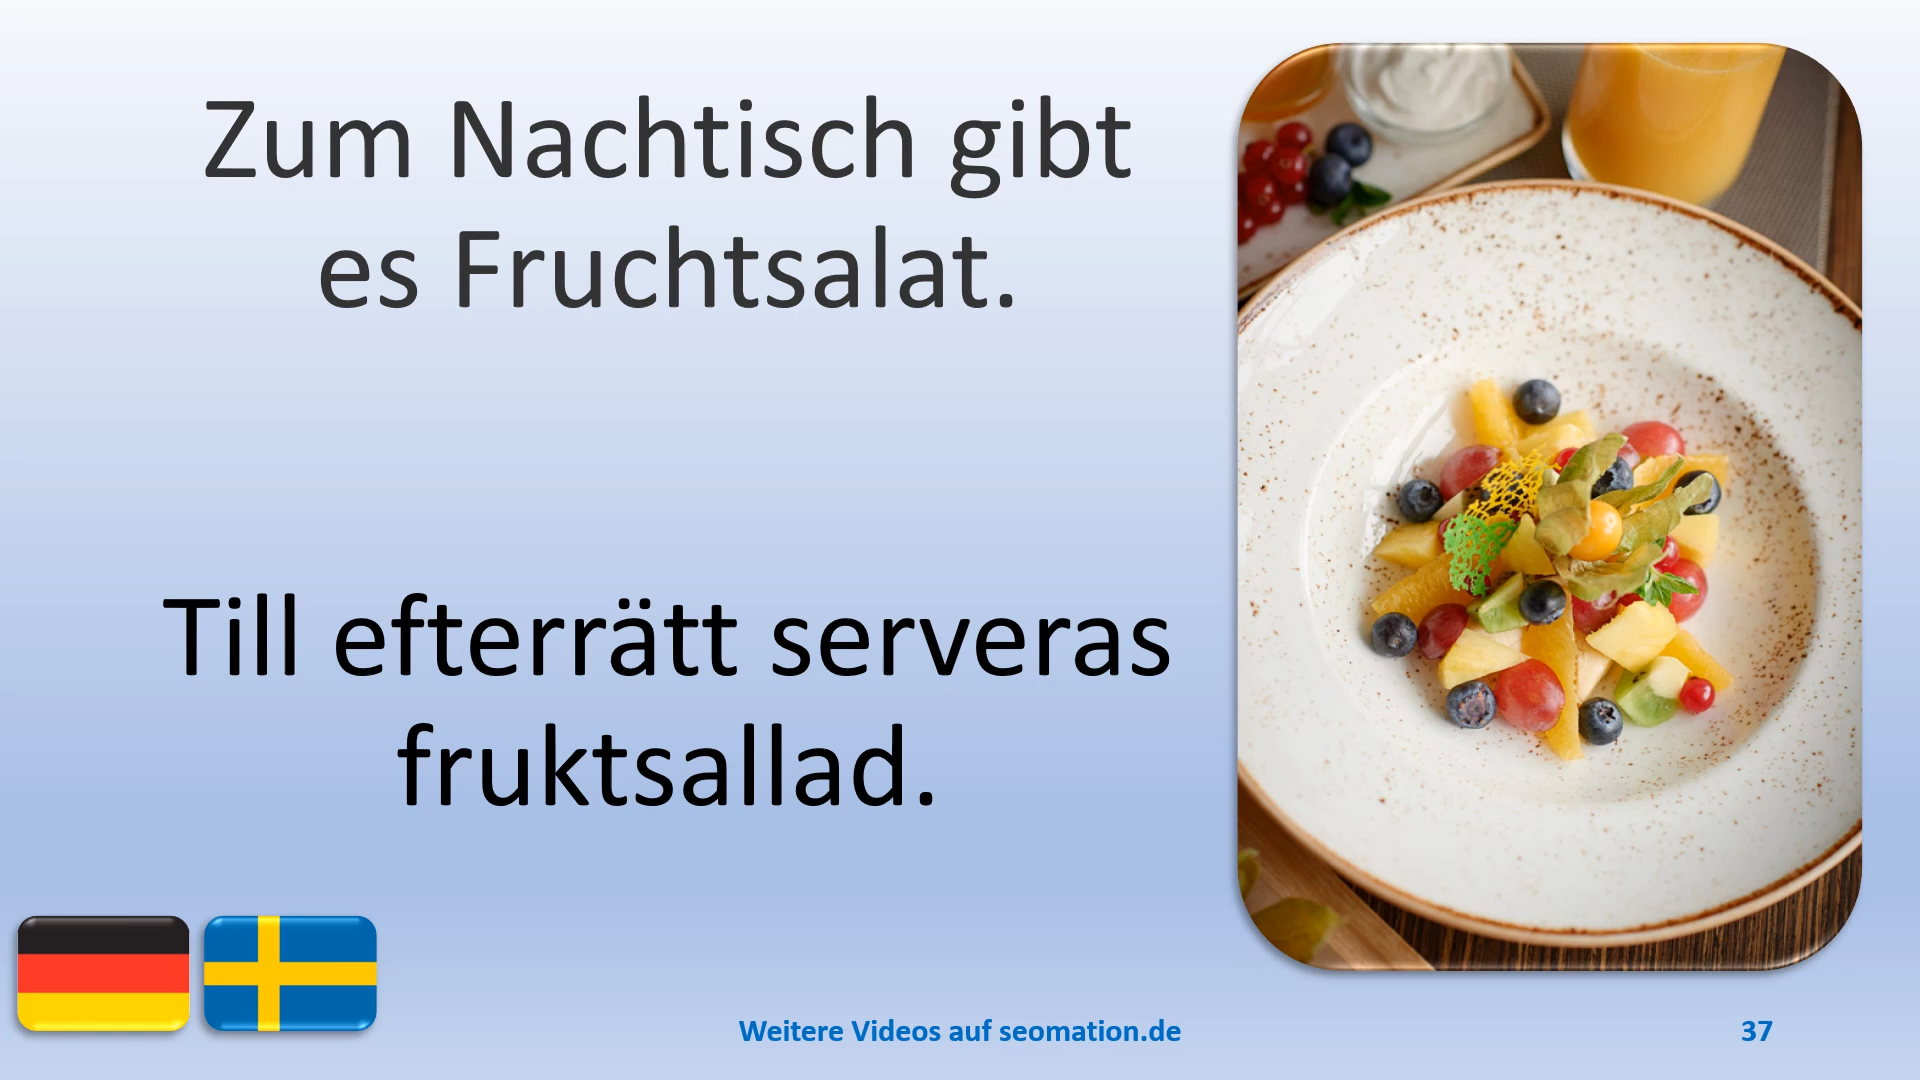 Zum Nachtisch gibt
es Fruchtsalat.
Till efterrätt serveras
fruktsallad.
Weitere Videos auf seomation.de
37